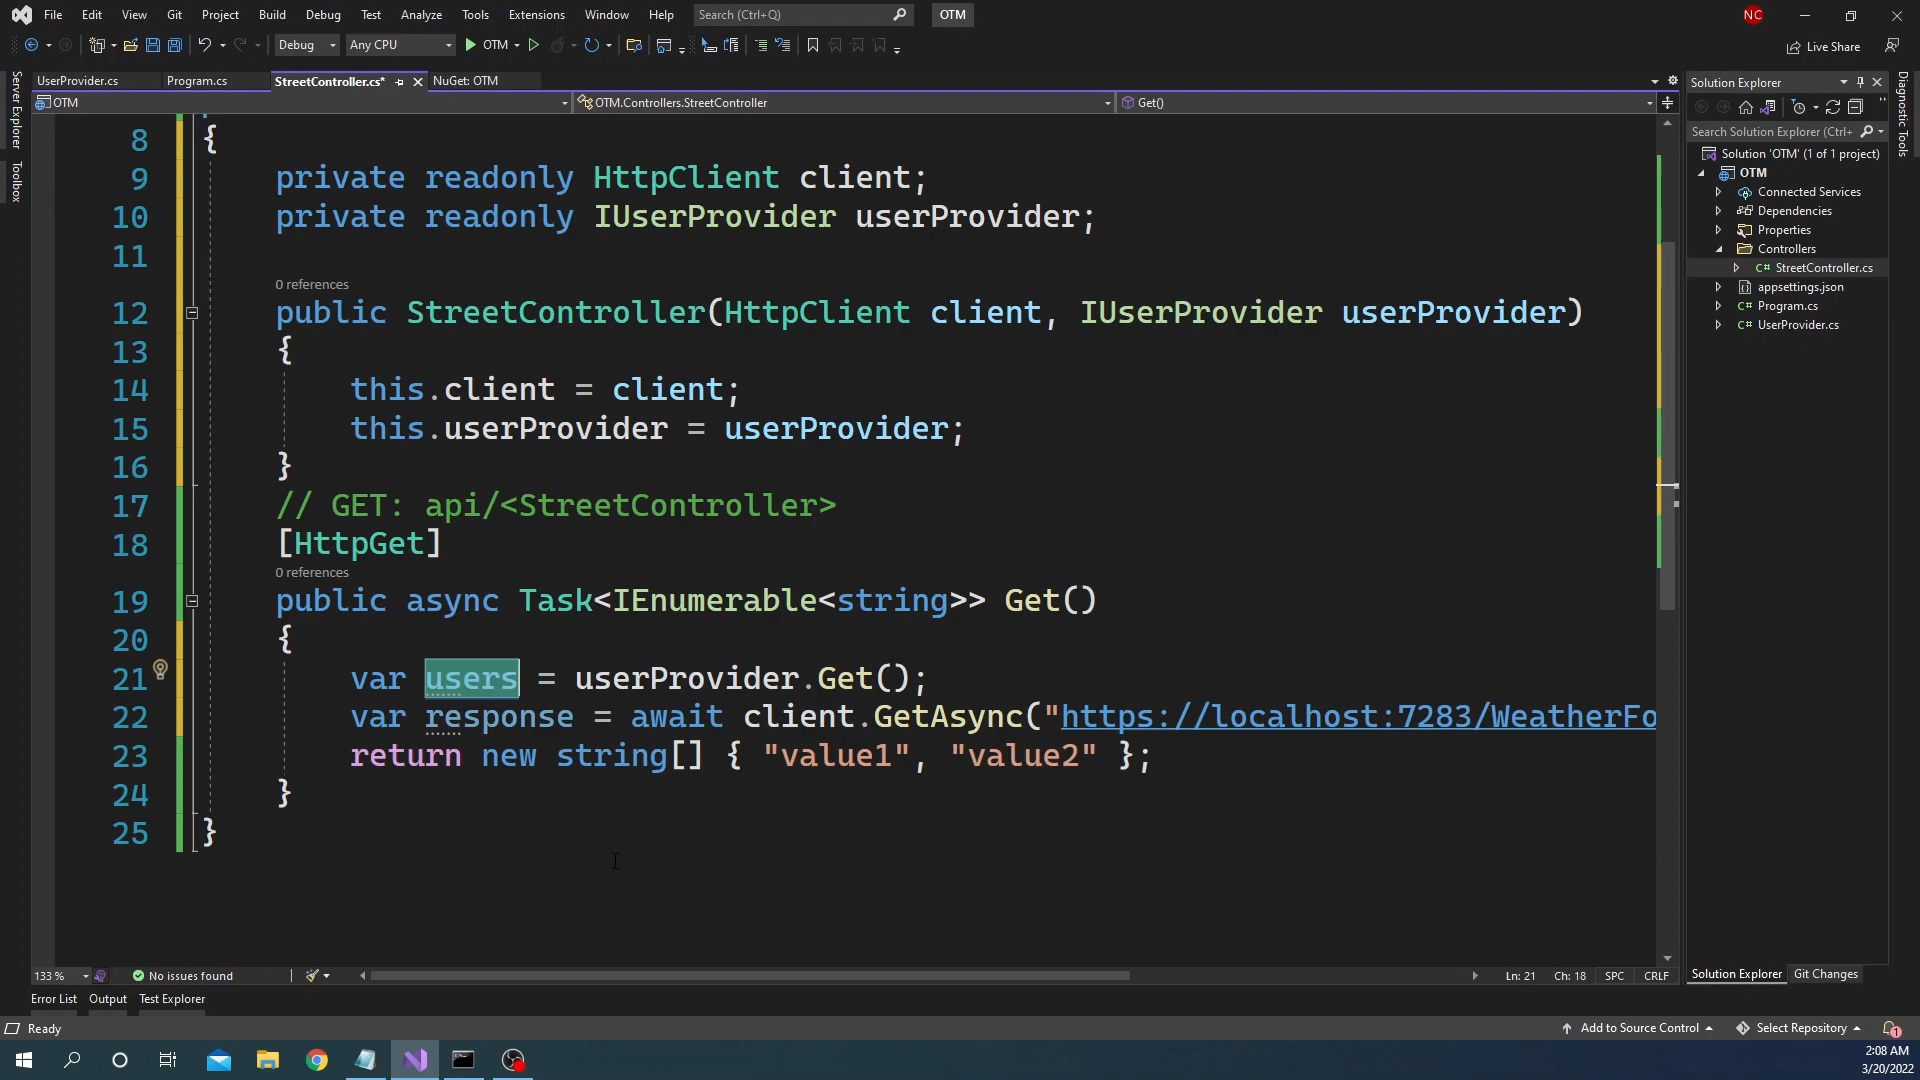 File Edit View Git Project Build Debug Test Analyze Tools Extensions Window Help Search (Ctrl+Q) OTM NC
Debug Any CPU OTM Live Share
UserProvider.cs Program.cs StreetController.cs* NuGet: OTM
OTM OTM.Controllers.StreetController Get()
Server Explorer
Toolbox
8 {
9 private readonly HttpClient client;
10 private readonly IUserProvider userProvider;
11
0 references
12 public StreetController(HttpClient client, IUserProvider userProvider)
13 {
14 this.client = client;
15 this.userProvider = userProvider;
16 }
17 // GET: api/<StreetController>
18 [HttpGet]
0 references
19 public async Task<IEnumerable<string>> Get()
20 {
21 var users = userProvider.Get();
22 var response = await client.GetAsync("https://localhost:7283/WeatherFo
23 return new string[] { "value1", "value2" };
24 }
25 }
133 % No issues found Ln: 21 Ch: 18 SPC CRLF
Error List Output Test Explorer
Solution Explorer
Search Solution Explorer (Ctrl+
Solution 'OTM' (1 of 1 project)
OTM
Connected Services
Dependencies
Properties
Controllers
C# StreetController.cs
appsettings.json
C# Program.cs
C# UserProvider.cs
Solution Explorer Git Changes
Diagnostic Tools
Ready Add to Source Control Select Repository 1
2:08 AM
3/20/2022